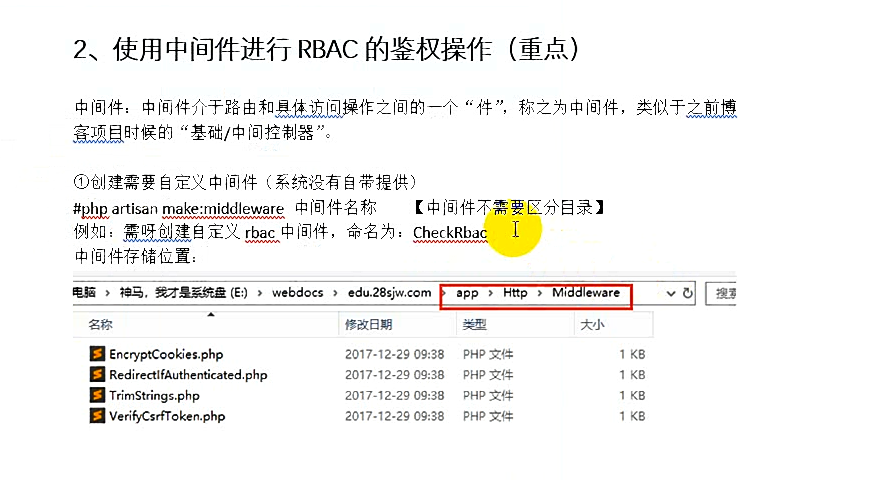 2、使用中间件进行 RBAC 的鉴权操作（重点）
中间件：中间件介于路由和具体访问操作之间的一个“件”，称之为中间件，类似于之前博
客项目时候的“基础/中间控制器”。
①创建需要自定义中间件（系统没有自带提供）
#php artisan make:middleware 中间件名称 【中间件不需要区分目录】
例如：需呀创建自定义 rbac 中间件，命名为：CheckRbac
中间件存储位置：
电脑 › 神马，我才是系统盘 (E:) › webdocs › edu.28sjw.com › app › Http › Middleware 搜索
名称 修改日期 类型 大小
EncryptCookies.php 2017-12-29 09:38 PHP 文件 1 KB
RedirectIfAuthenticated.php 2017-12-29 09:38 PHP 文件 1 KB
TrimStrings.php 2017-12-29 09:38 PHP 文件 1 KB
VerifyCsrfToken.php 2017-12-29 09:38 PHP 文件 1 KB